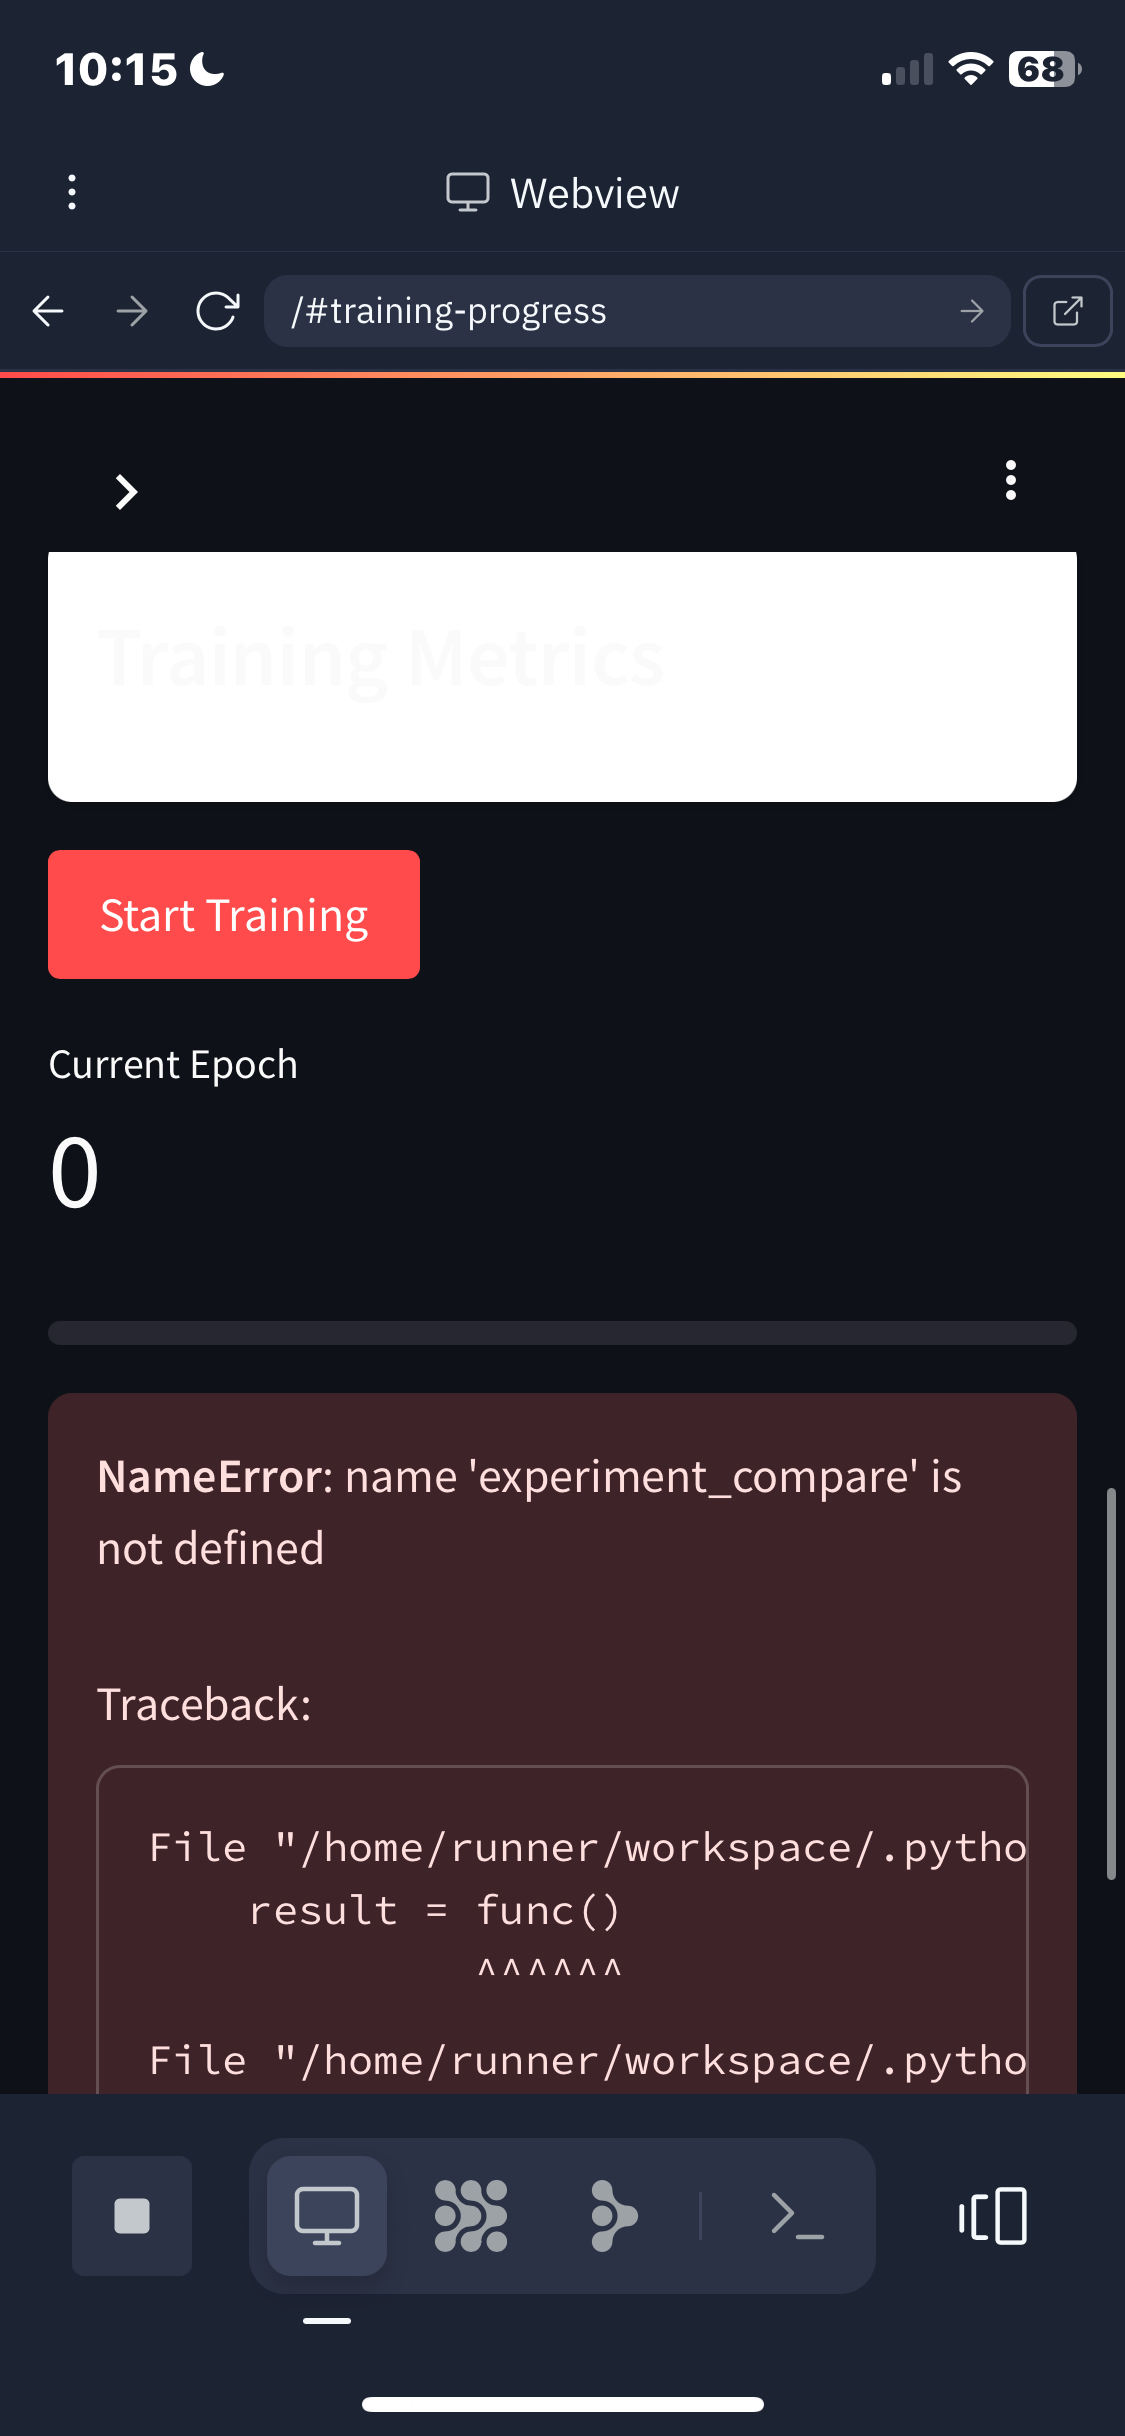 10:15
68
Webview
/#training-progress
Training Metrics
Start Training
Current Epoch
0
NameError: name 'experiment_compare' is
not defined
Traceback:
File "/home/runner/workspace/.pytho
result = func()
^^^^^^
File "/home/runner/workspace/.pytho